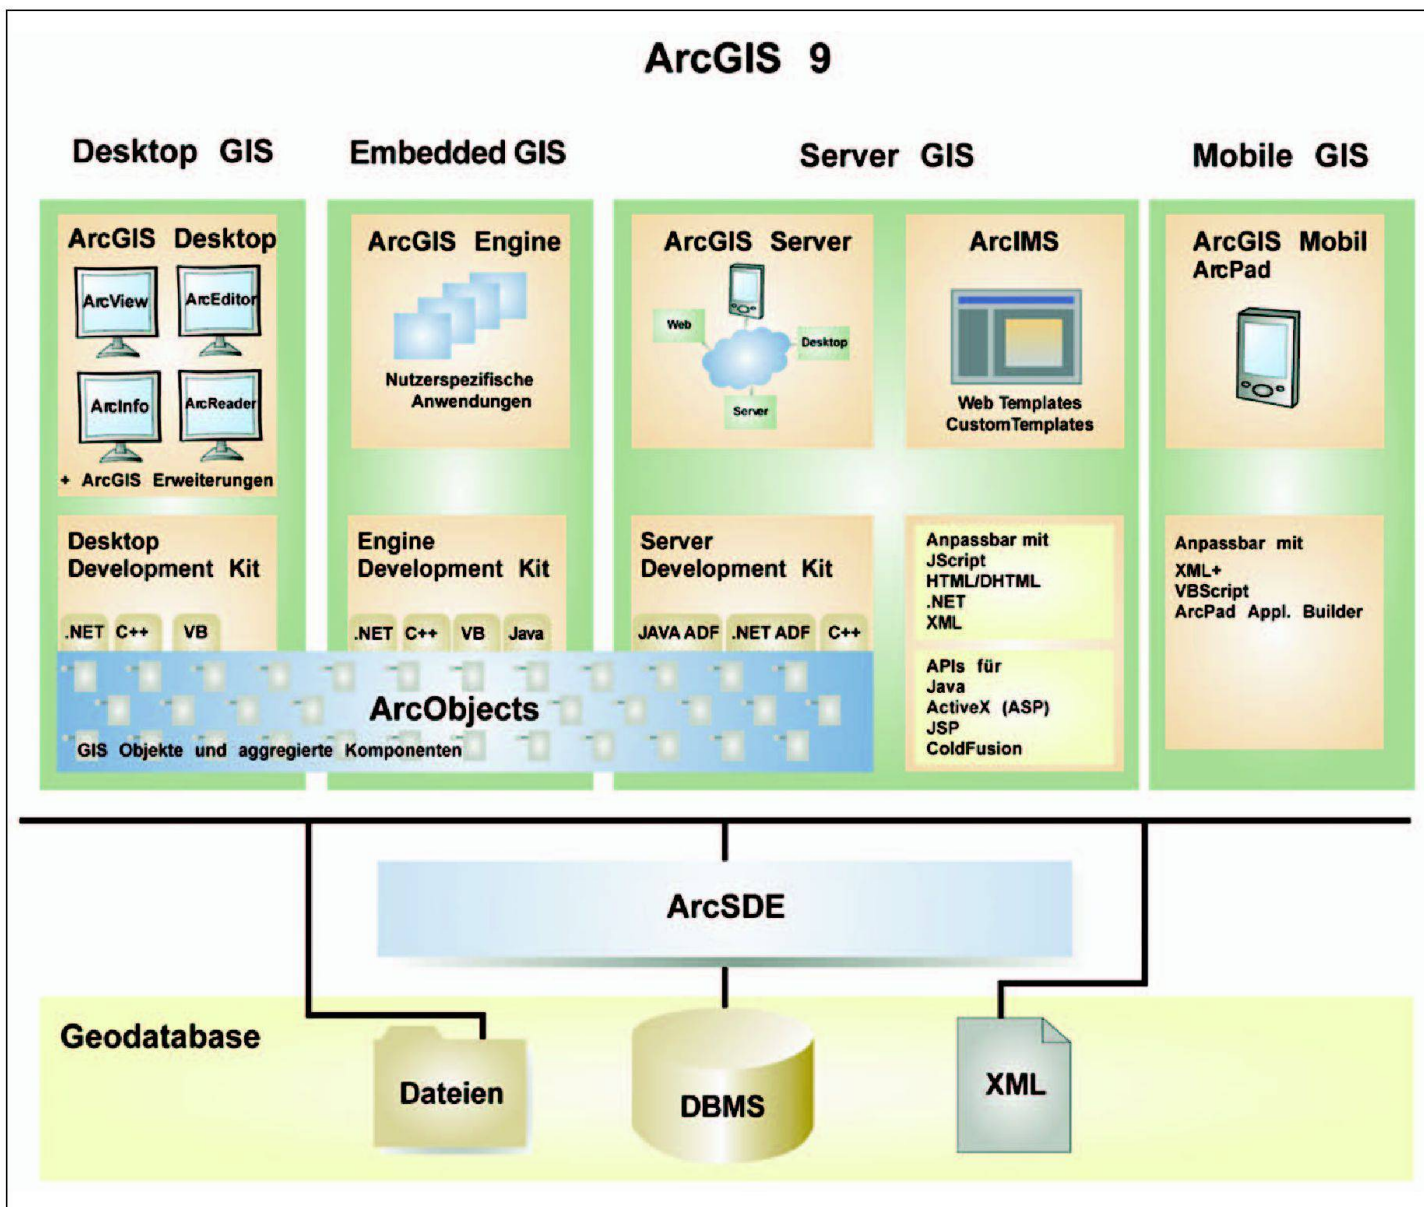 ArcGIS 9
Desktop GIS
Embedded GIS
Server GIS
Mobile GIS
ArcGIS Desktop
ArcView
ArcEditor
ArcInfo
ArcReader
+ ArcGIS Erweiterungen
ArcGIS Engine
Nutzerspezifische
Anwendungen
ArcGIS Server
Web
Desktop
Server
ArcIMS
Web Templates
CustomTemplates
ArcGIS Mobil
ArcPad
Desktop
Development Kit
.NET
C++
VB
Engine
Development Kit
.NET
C++
VB
Java
Server
Development Kit
JAVA ADF
.NET ADF
C++
Anpassbar mit
JScript
HTML/DHTML
.NET
XML
APIs für
Java
ActiveX (ASP)
JSP
ColdFusion
Anpassbar mit
XML+
VBScript
ArcPad Appl. Builder
ArcObjects
GIS Objekte und aggregierte Komponenten
ArcSDE
Geodatabase
Dateien
DBMS
XML